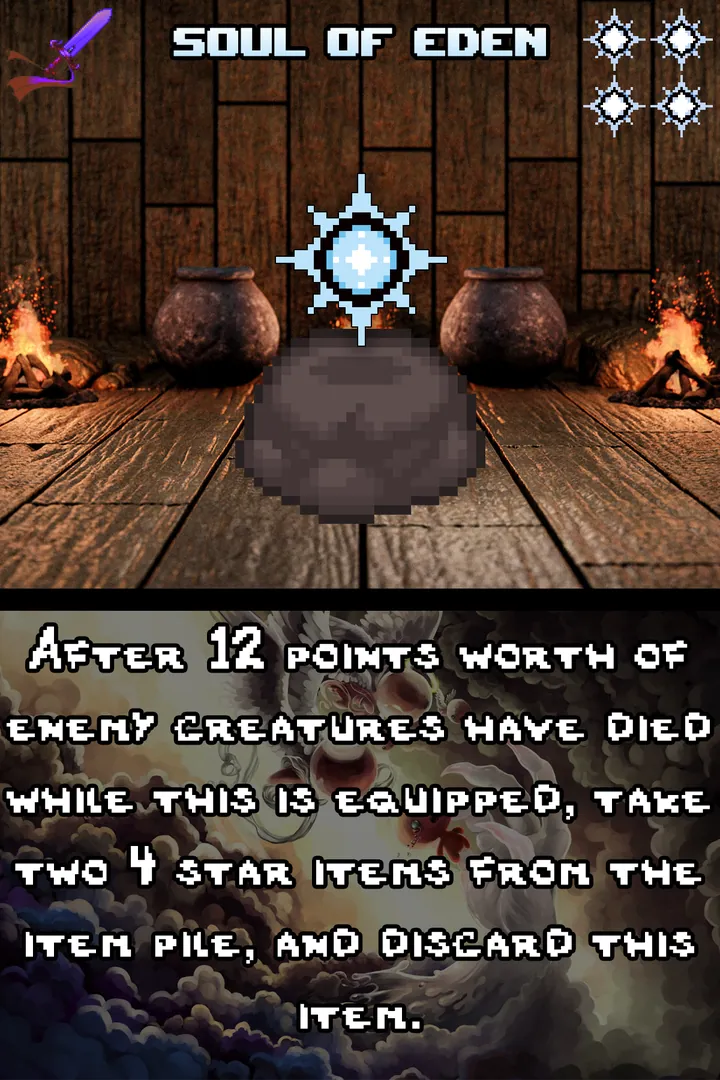 SOUL OF EDEN
AFTER 12 POINTS WORTH OF
ENEMY CREATURES HAVE DIED
WHILE THIS IS EQUIPPED, TAKE
TWO 4 STAR ITEMS FROM THE
ITEM PILE, AND DISCARD THIS
ITEM.